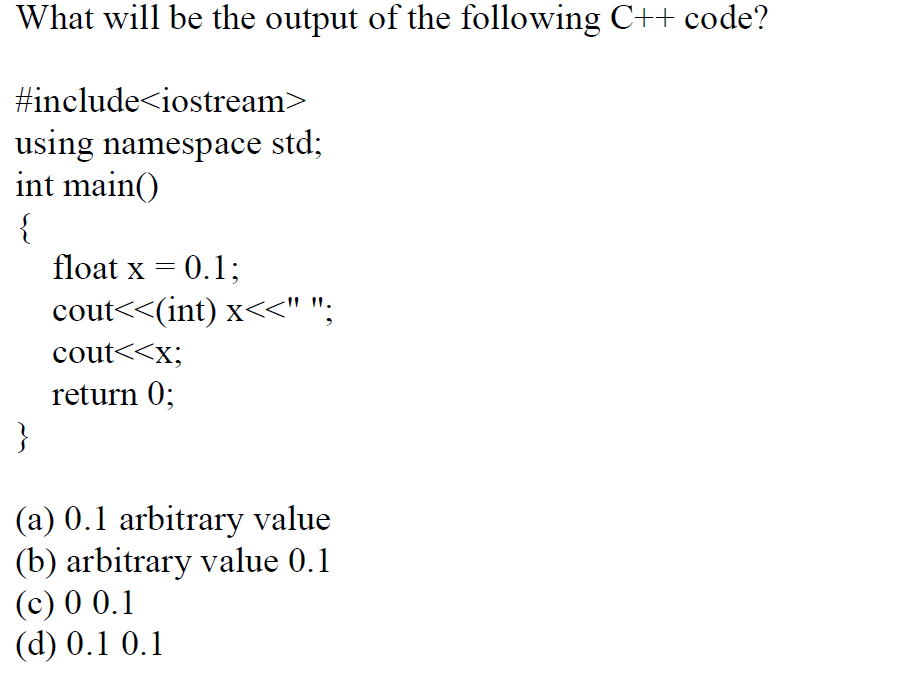 What will be the output of the following C++ code?
#include<iostream>
using namespace std;
int main()
{
float x = 0.1;
cout<<(int) x<<" ";
cout<<x;
return 0;
}
(a) 0.1 arbitrary value
(b) arbitrary value 0.1
(c) 0 0.1
(d) 0.1 0.1